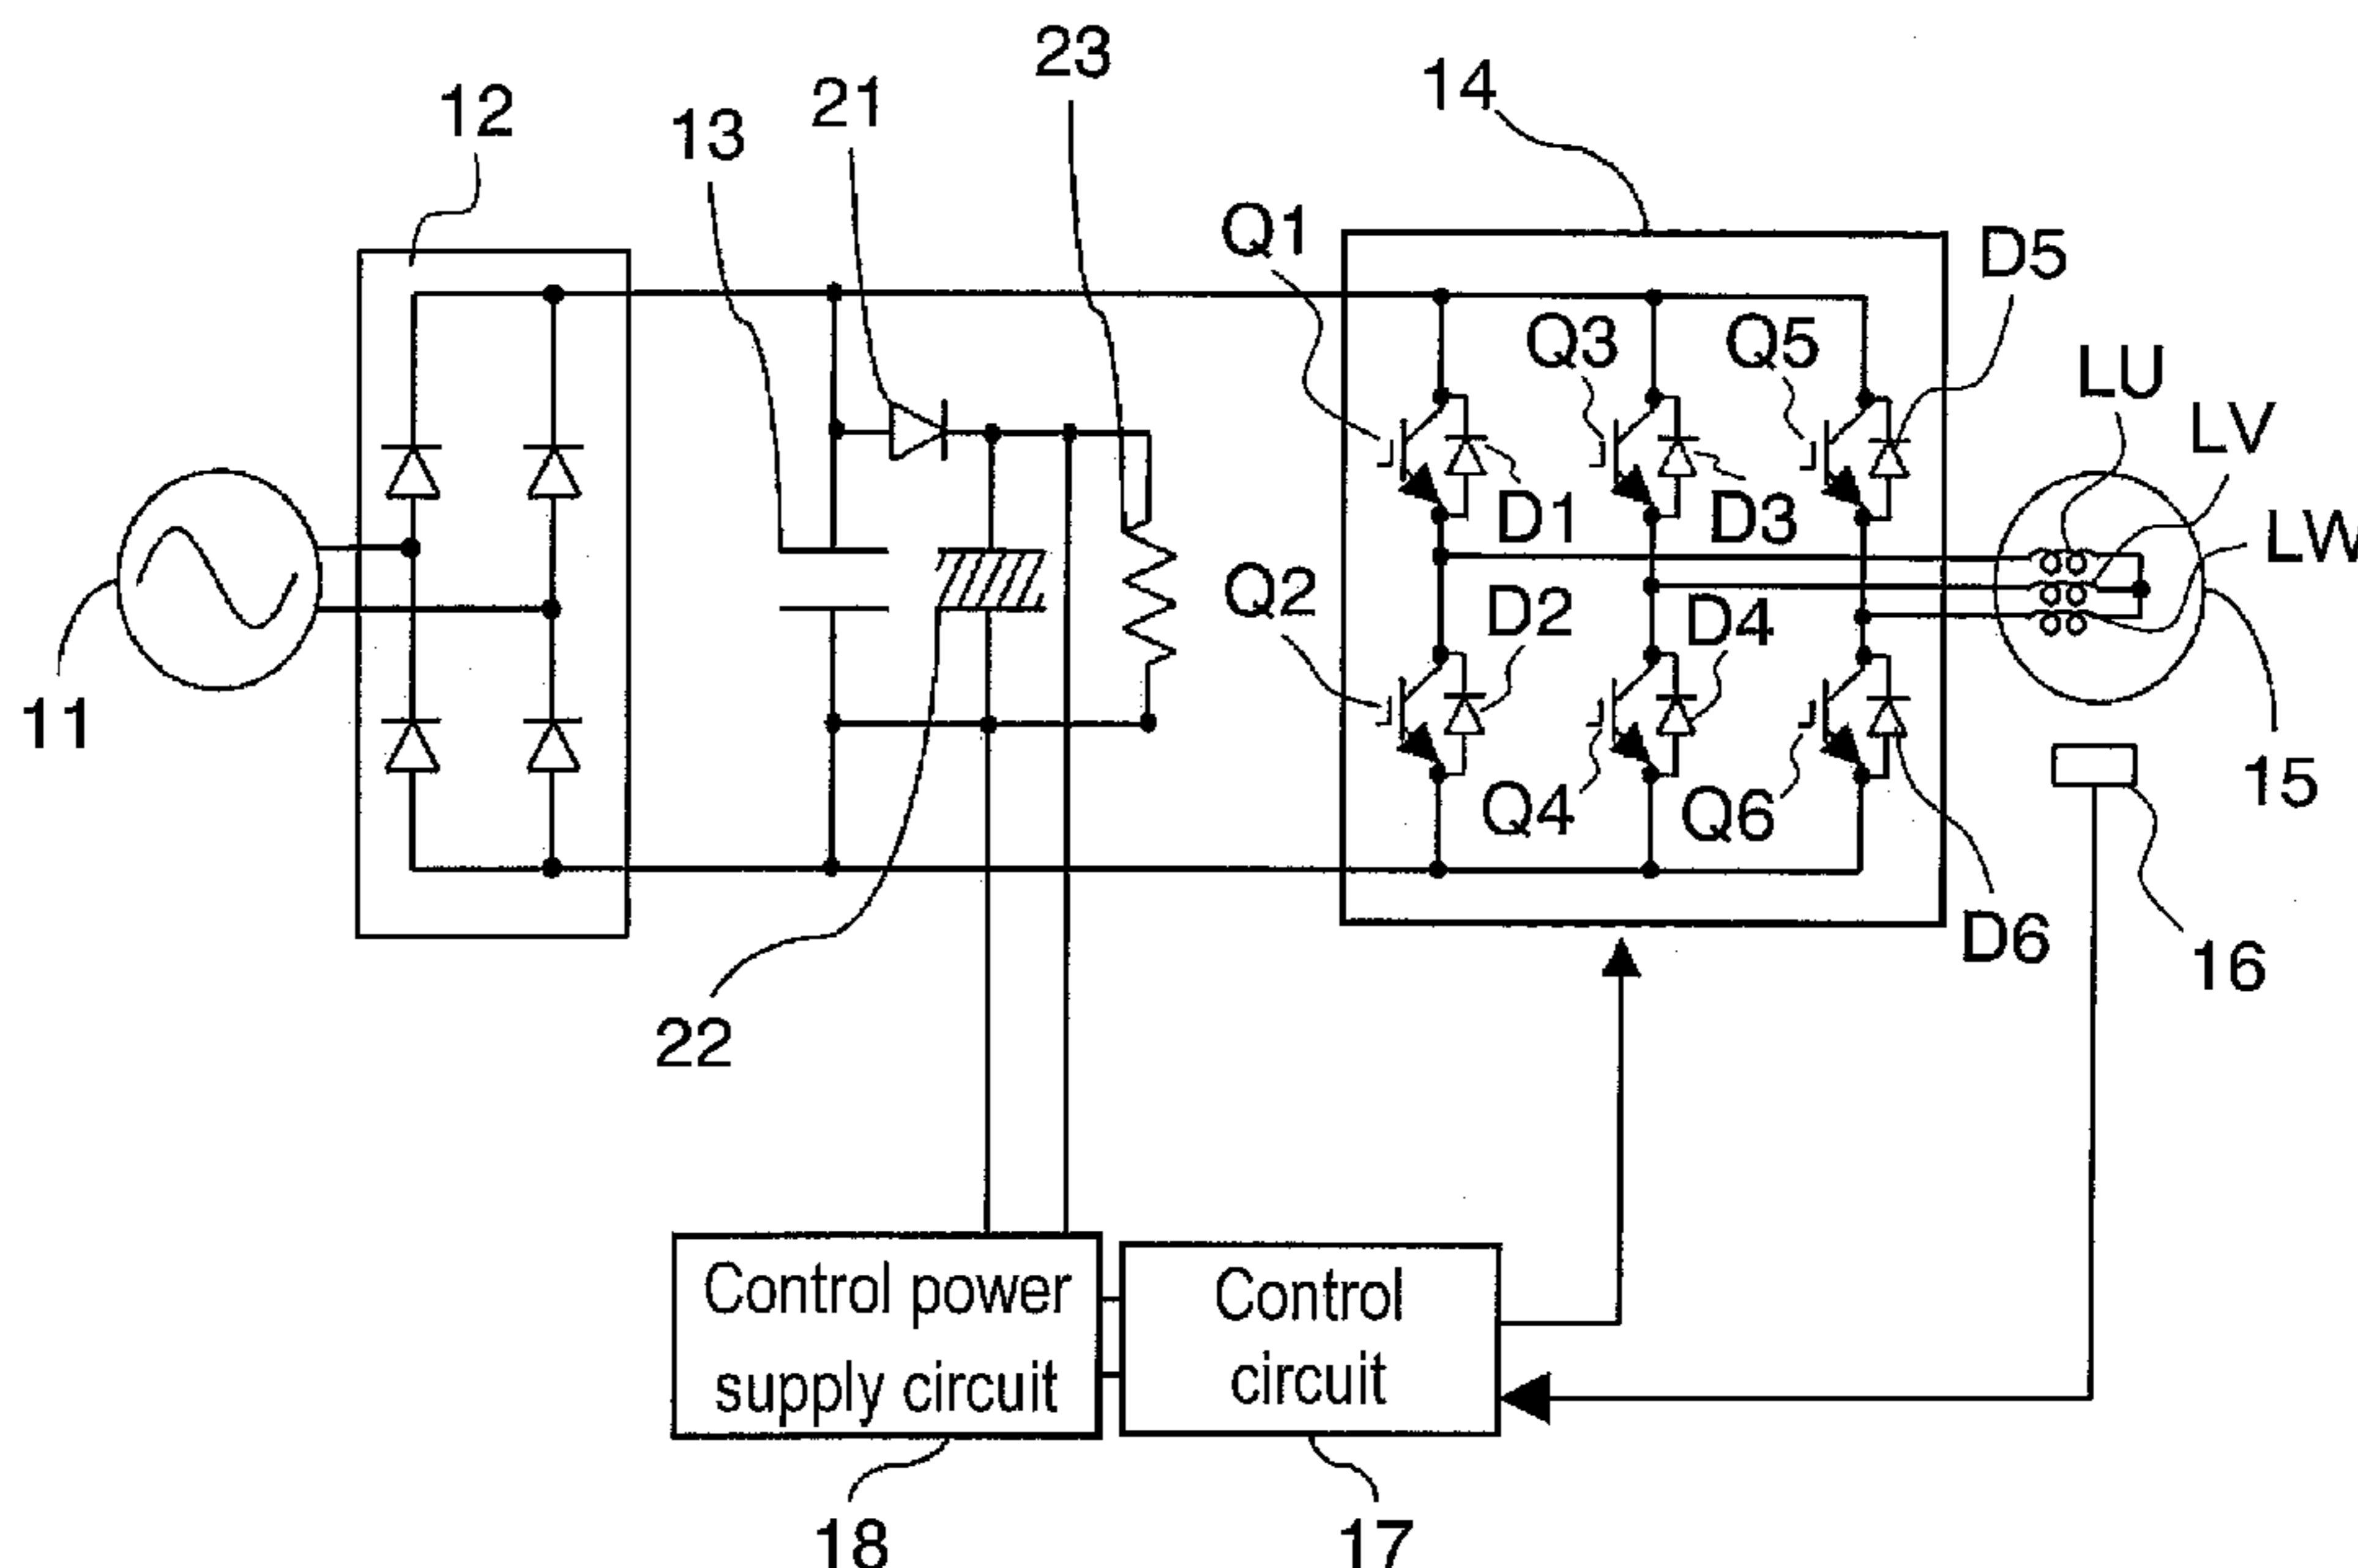 23
14
12
21
13
Q1
D5
Q3
Q5
LU
LV
D1
D3
LW
Q2
D2
D4
11
15
Q4
Q6
D6
16
22
Control power
supply circuit
Control
circuit
18
17